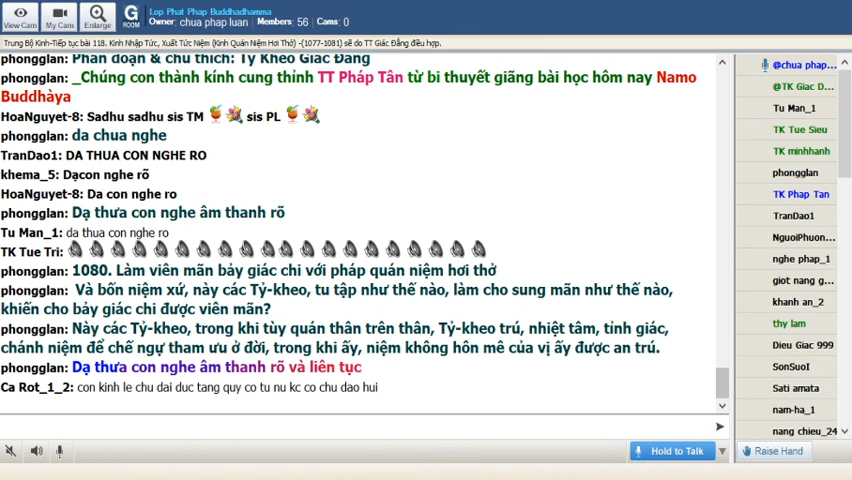 Lop Phat Phap Buddhadhamma
Owner: chua phap luan Members: 56 Cams: 0
View Cam
My Cam
Enlarge
G
ROOM
Trung Bộ Kinh-Tiếp tục bài 118. Kinh Nhập Tức, Xuất Tức Niệm (Kinh Quán Niệm Hơi Thở) -(1077-1081) sẽ do TT Giác Đẳng điều hợp.
phongglan: Phân đoạn & chú thích: Tỳ Kheo Giác Đẳng
phongglan: _Chúng con thành kính cung thỉnh TT Pháp Tân từ bi thuyết giãng bài học hôm nay Namo
Buddhàya
HoaNguyet-8: Sadhu sadhu sis TM sis PL
phongglan: da chua nghe
TranDao1: DA THUA CON NGHE RO
khema_5: Dạcon nghe rõ
HoaNguyet-8: Da con nghe ro
phongglan: Dạ thưa con nghe âm thanh rõ
Tu Man_1: da thua con nghe ro
TK Tue Tri:
phongglan: 1080. Làm viên mãn bảy giác chi với pháp quán niệm hơi thở
phongglan: Và bốn niệm xứ, này các Tỷ-kheo, tu tập như thế nào, làm cho sung mãn như thế nào,
khiến cho bảy giác chi được viên mãn?
phongglan: Này các Tỷ-kheo, trong khi tùy quán thân trên thân, Tỷ-kheo trú, nhiệt tâm, tỉnh giác,
chánh niệm để chế ngự tham ưu ở đời, trong khi ấy, niệm không hôn mê của vị ấy được an trú.
phongglan: Dạ thưa con nghe âm thanh rõ và liên tục
Ca Rot_1_2: con kinh le chu dai duc tang quy co tu nu kc co chu dao hui
Hold to Talk
@chua phap...
@TK Giac D...
Tu Man_1
TK Tue Sieu
TK minhhanh
phongglan
TK Phap Tan
TranDao1
NguoiPhuon...
nghe phap_1
giot nang g...
khanh an_2
thy lam
Dieu Giac 999
SonSuoI
Sati amata
nam-ha_1
nang chieu_24
Raise Hand